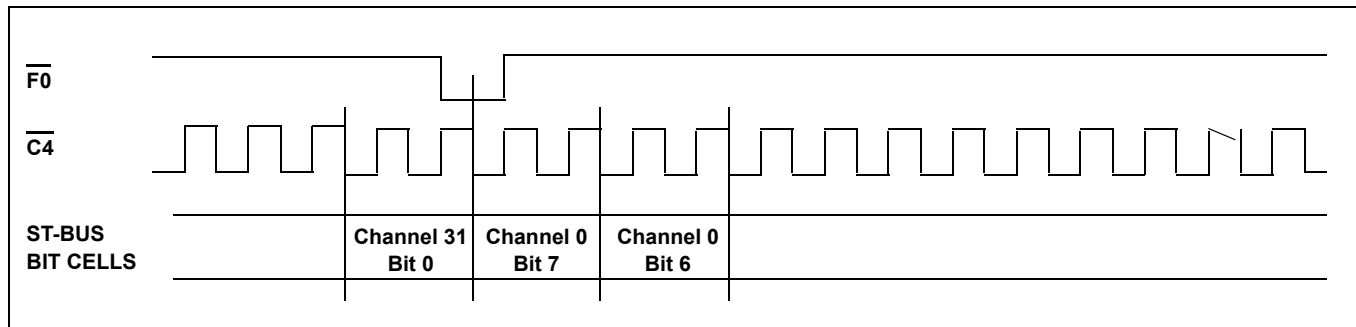 F0
C4
ST-BUS
BIT CELLS
Channel 31
Bit 0
Channel 0
Bit 7
Channel 0
Bit 6